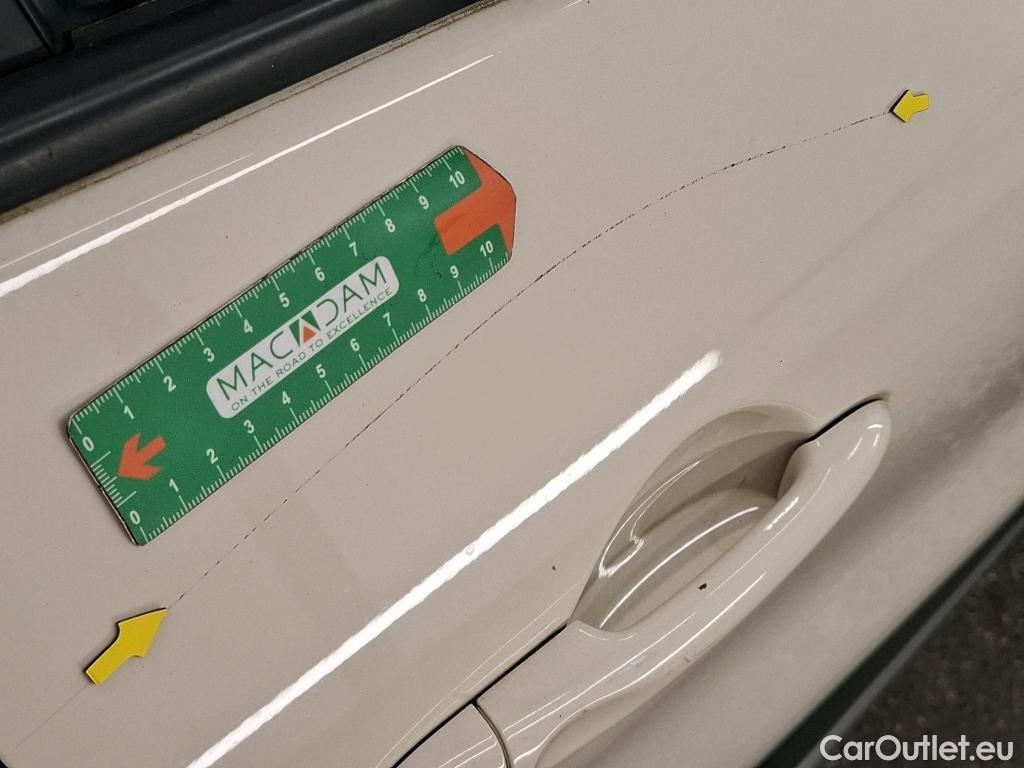 0 1 2 3 4 5 6 7 8 9 10
MACADAM
ON THE ROAD TO EXCELLENCE
0 1 2 3 4 5 6 7 8 9 10
CarOutlet.eu